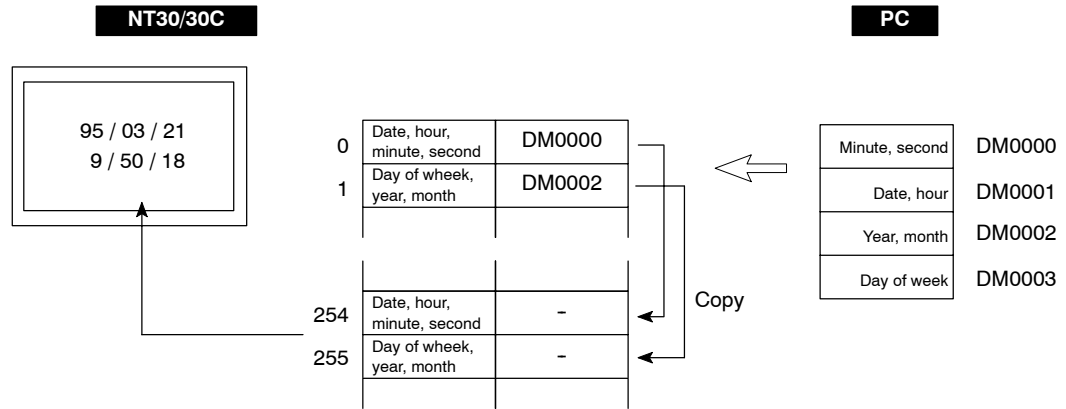 NT30/30C
PC
95 / 03 / 21
9 / 50 / 18
0
Date, hour,
minute, second
DM0000
1
Day of wheek,
year, month
DM0002
254
Date, hour,
minute, second
-
255
Day of wheek,
year, month
-
Copy
Minute, second
DM0000
Date, hour
DM0001
Year, month
DM0002
Day of week
DM0003